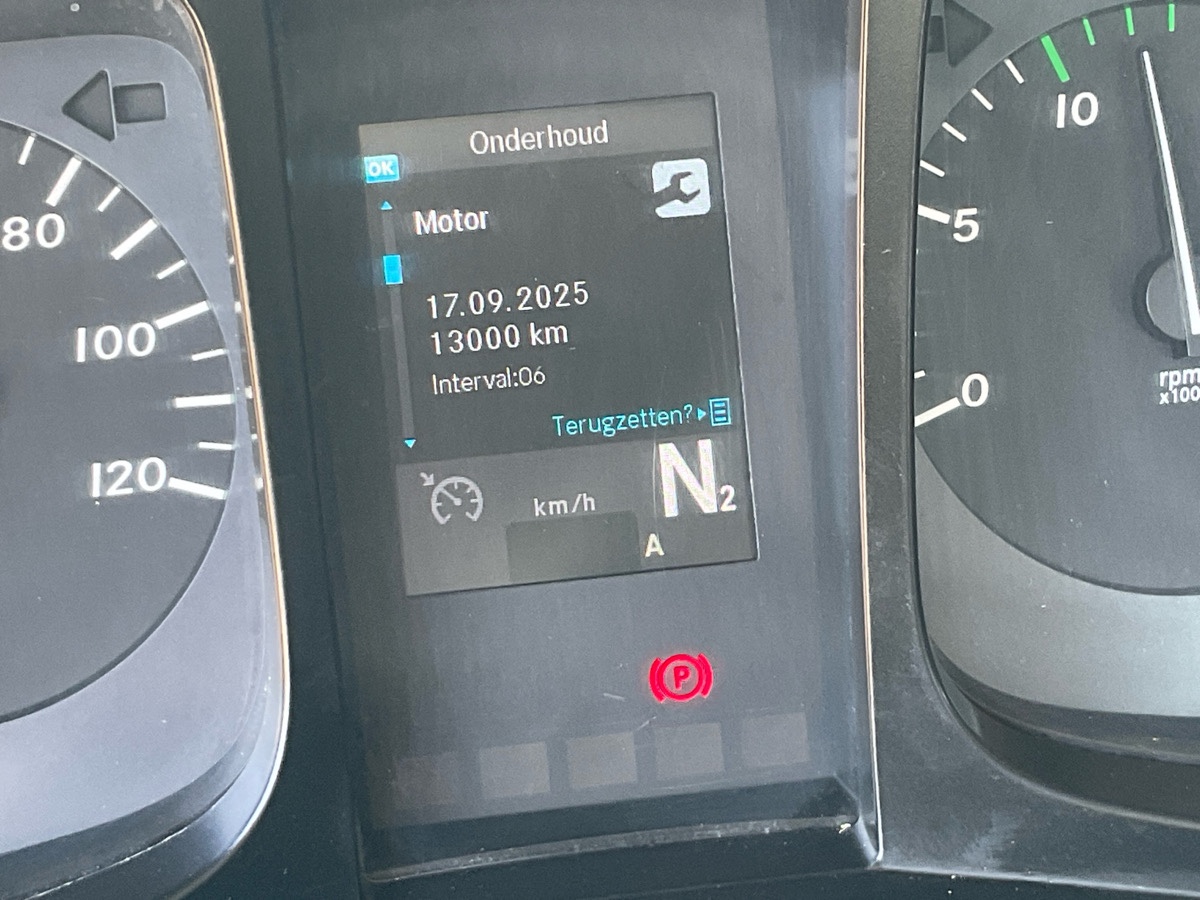 Onderhoud
OK
Motor
17.09.2025
13000 km
Interval:06
Terugzetten?
km/h
N2
A
P
80
100
120
10
5
0
rpm
x100